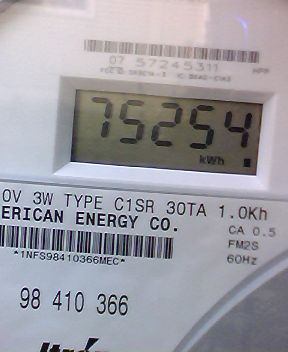 07 57245311
75254
kWh
0V 3W TYPE C1SR 30TA 1.0Kh
ERICAN ENERGY CO.
CA 0.5
FM2S
60Hz
*1NFS98410366MEC*
98 410 366
Itron